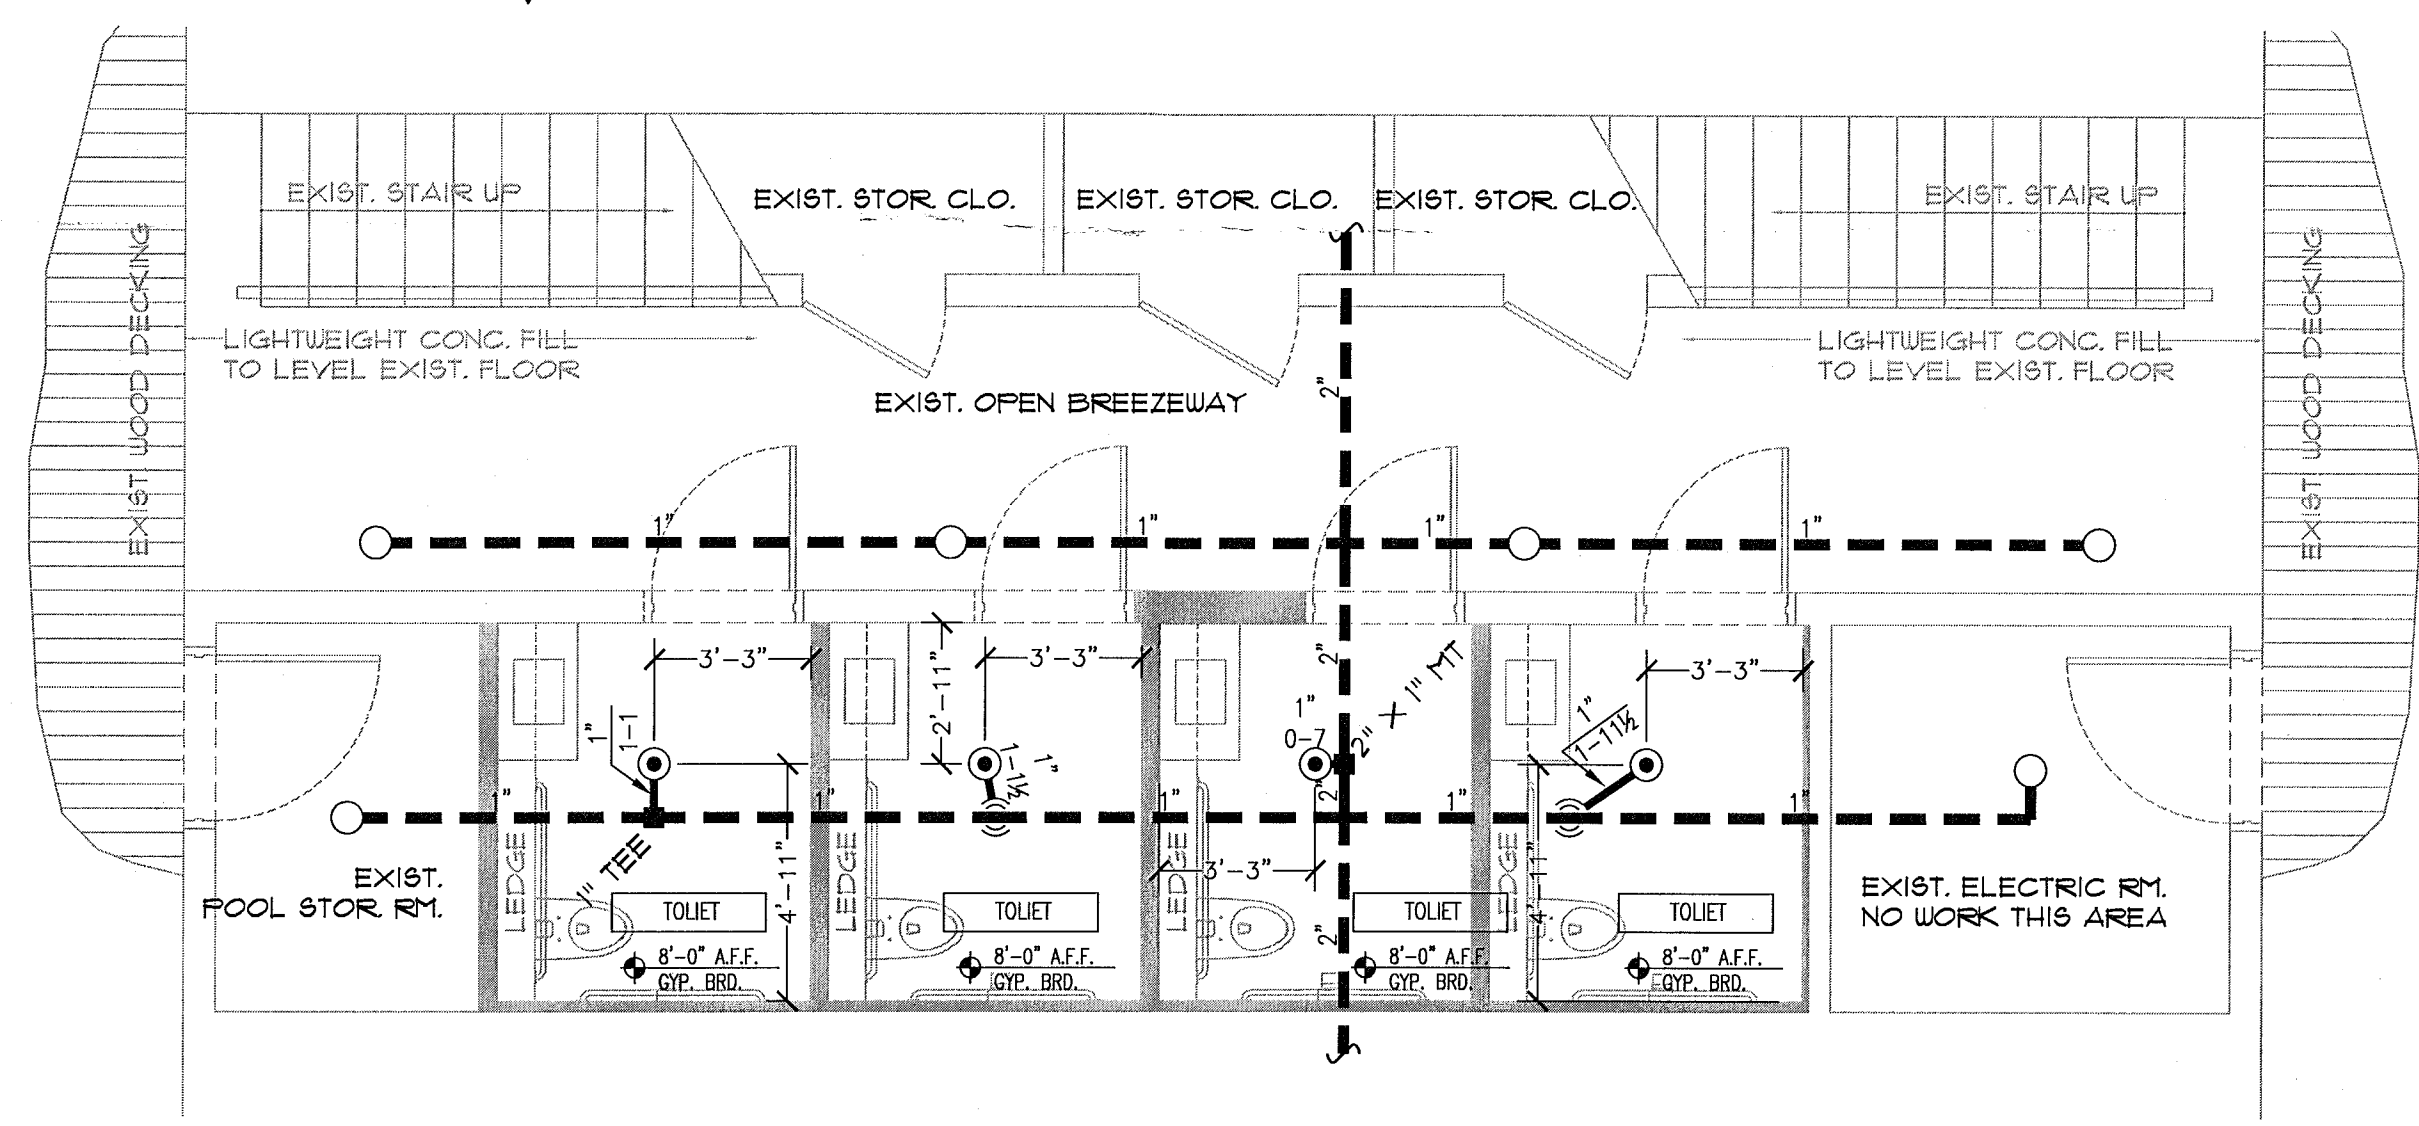 EXIST. STAIR UP
EXIST. STOR. CLO.
EXIST. STOR. CLO.
EXIST. STOR. CLO.
EXIST. STAIR UP
EXIST. WOOD DECKING
EXIST. WOOD DECKING
LIGHTWEIGHT CONC. FILL
TO LEVEL EXIST. FLOOR
LIGHTWEIGHT CONC. FILL
TO LEVEL EXIST. FLOOR
2"
EXIST. OPEN BREEZEWAY
1"
1"
1"
1"
3'-3"
2'-11"
3'-3"
2"
2" X 1" MT
3'-3"
1"
1-1
1"
1-1½
1"
0-7
2"
1"
1-11½
1"
1"
1"
1"
1"
LEDGE
1" TEE
4'-11"
LEDGE
LEDGE
3'-3"
LEDGE
4'-11"
EXIST.
POOL STOR. RM.
EXIST. ELECTRIC RM.
NO WORK THIS AREA
TOLIET
TOLIET
TOLIET
TOLIET
2"
8'-0" A.F.F.
GYP. BRD.
8'-0" A.F.F.
GYP. BRD.
8'-0" A.F.F.
GYP. BRD.
8'-0" A.F.F.
GYP. BRD.